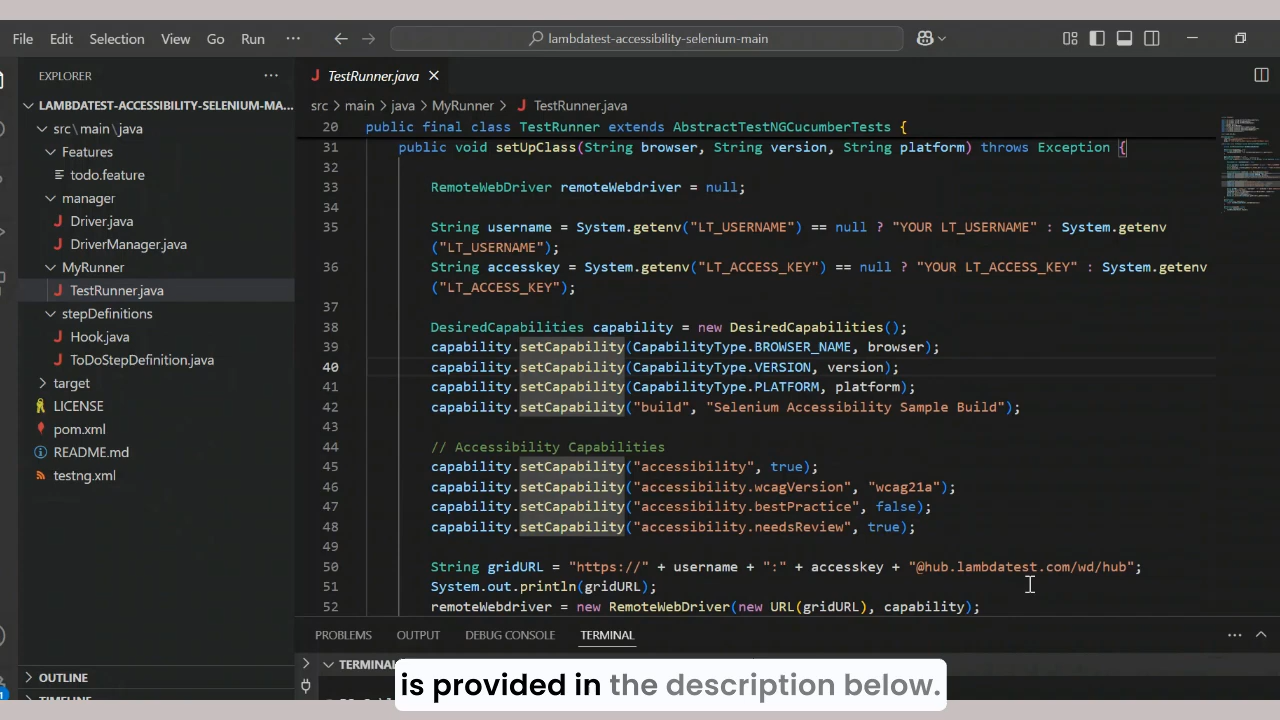 File Edit Selection View Go Run ··· lambdatest-accessibility-selenium-main
EXPLORER ···
LAMBDATEST-ACCESSIBILITY-SELENIUM-MA...
src\main\java
Features
todo.feature
manager
Driver.java
DriverManager.java
MyRunner
TestRunner.java
stepDefinitions
Hook.java
ToDoStepDefinition.java
target
LICENSE
pom.xml
README.md
testng.xml
OUTLINE
TestRunner.java
src > main > java > MyRunner > TestRunner.java
20 public final class TestRunner extends AbstractTestNGCucumberTests {
31 public void setUpClass(String browser, String version, String platform) throws Exception {
32
33 RemoteWebDriver remoteWebdriver = null;
34
35 String username = System.getenv("LT_USERNAME") == null ? "YOUR LT_USERNAME" : System.getenv
("LT_USERNAME");
36 String accesskey = System.getenv("LT_ACCESS_KEY") == null ? "YOUR LT_ACCESS_KEY" : System.getenv
("LT_ACCESS_KEY");
37
38 DesiredCapabilities capability = new DesiredCapabilities();
39 capability.setCapability(CapabilityType.BROWSER_NAME, browser);
40 capability.setCapability(CapabilityType.VERSION, version);
41 capability.setCapability(CapabilityType.PLATFORM, platform);
42 capability.setCapability("build", "Selenium Accessibility Sample Build");
43
44 // Accessibility Capabilities
45 capability.setCapability("accessibility", true);
46 capability.setCapability("accessibility.wcagVersion", "wcag21a");
47 capability.setCapability("accessibility.bestPractice", false);
48 capability.setCapability("accessibility.needsReview", true);
49
50 String gridURL = "https://" + username + ":" + accesskey + "@hub.lambdatest.com/wd/hub";
51 System.out.println(gridURL);
52 remoteWebdriver = new RemoteWebDriver(new URL(gridURL), capability);
PROBLEMS OUTPUT DEBUG CONSOLE TERMINAL ···
TERMINAL
is provided in the description below.